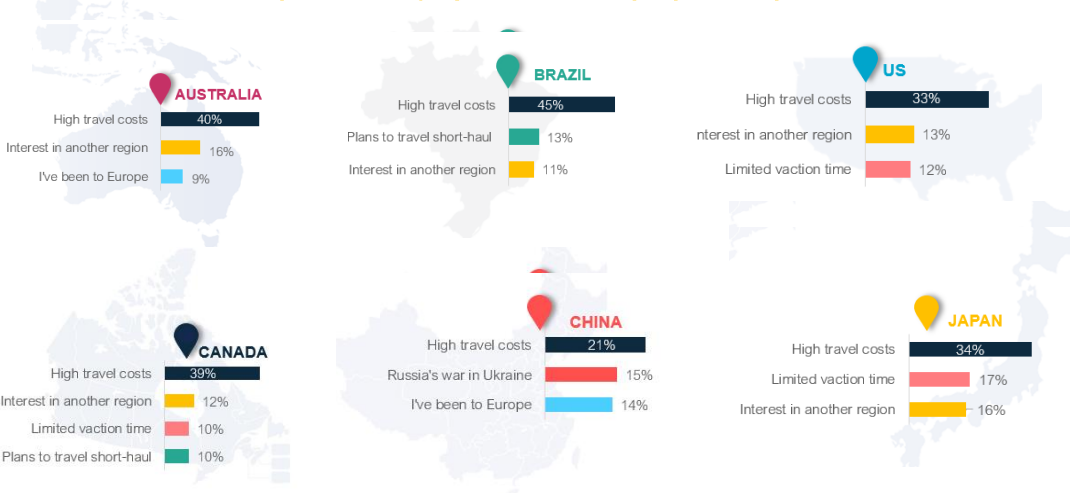 AUSTRALIA
High travel costs 40%
Interest in another region 16%
I've been to Europe 9%
BRAZIL
High travel costs 45%
Plans to travel short-haul 13%
Interest in another region 11%
US
High travel costs 33%
nterest in another region 13%
Limited vaction time 12%
CANADA
High travel costs 39%
Interest in another region 12%
Limited vaction time 10%
Plans to travel short-haul 10%
CHINA
High travel costs 21%
Russia's war in Ukraine 15%
I've been to Europe 14%
JAPAN
High travel costs 34%
Limited vaction time 17%
Interest in another region 16%